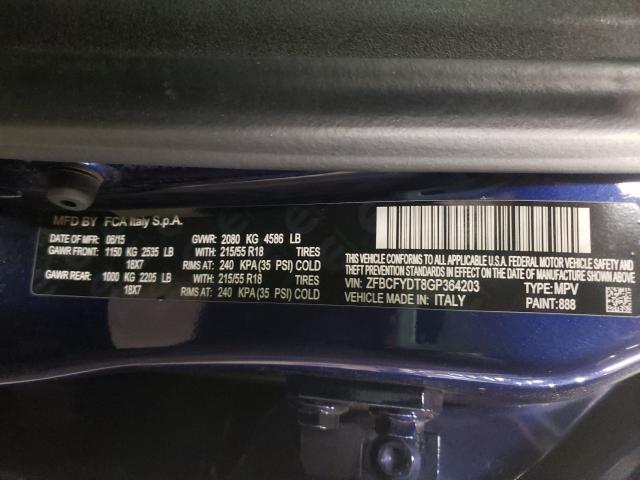 MFD BY FCA Italy S.p.A.
DATE OF MFR: 06/15 GVWR: 2080 KG 4586 LB
GAWR FRONT: 1150 KG 2535 LB WITH: 215/55 R18 TIRES
18X7 RIMS AT: 240 KPA (35 PSI) COLD
GAWR REAR: 1000 KG 2205 LB WITH: 215/55 R18 TIRES
18X7 RIMS AT: 240 KPA (35 PSI) COLD
THIS VEHICLE CONFORMS TO ALL
APPLICABLE U.S.A. FEDERAL MOTOR VEHICLE SAFETY
BUMPER AND THEFT PREVENTION STANDARDS
IN EFFECT ON THE DATE OF MANUFACTURE SHOWN ABOVE
VIN: ZFBCFYDT8GP364203 TYPE: MPV
VEHICLE MADE IN: ITALY PAINT: 888